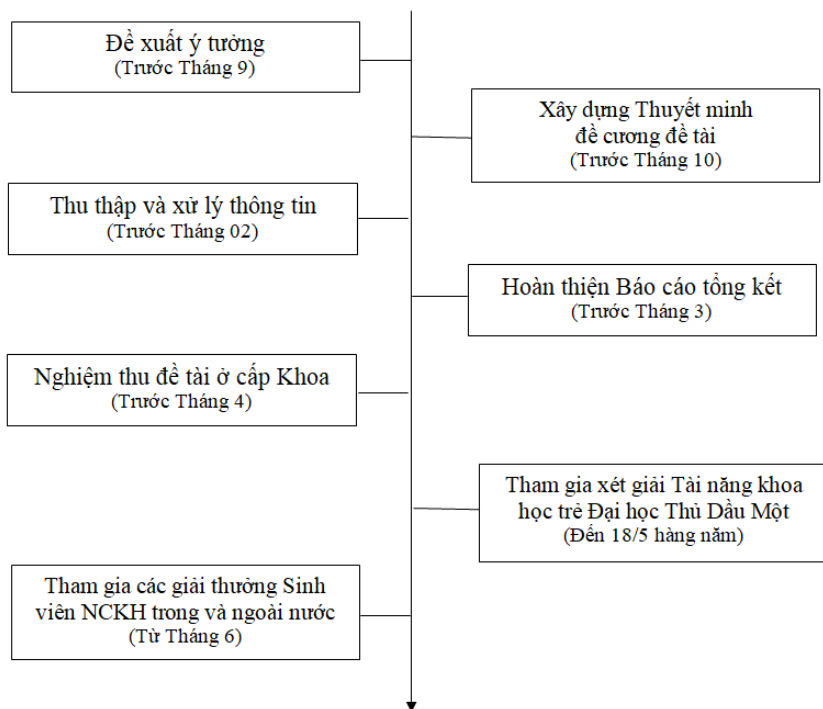 Đề xuất ý tưởng
(Trước Tháng 9)
Xây dựng Thuyết minh
đề cương đề tài
(Trước Tháng 10)
Thu thập và xử lý thông tin
(Trước Tháng 02)
Hoàn thiện Báo cáo tổng kết
(Trước Tháng 3)
Nghiệm thu đề tài ở cấp Khoa
(Trước Tháng 4)
Tham gia xét giải Tài năng khoa
học trẻ Đại học Thủ Dầu Một
(Đến 18/5 hàng năm)
Tham gia các giải thưởng Sinh
viên NCKH trong và ngoài nước
(Từ Tháng 6)